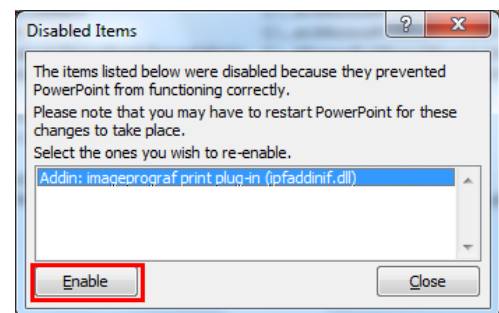 Disabled Items
The items listed below were disabled because they prevented
PowerPoint from functioning correctly.
Please note that you may have to restart PowerPoint for these
changes to take place.
Select the ones you wish to re-enable.
Addin: imageprograf print plug-in (ipfaddinif.dll)
Enable Close